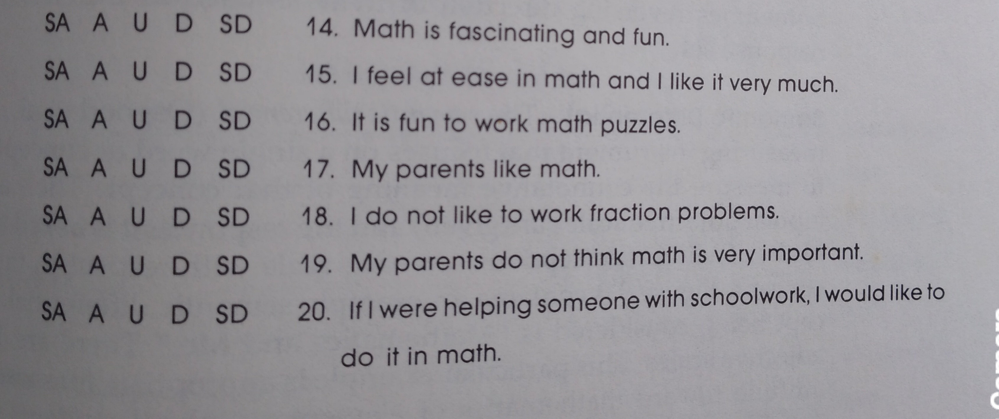 SA A U D SD 14. Math is fascinating and fun.
SA A U D SD 15. I feel at ease in math and I like it very much.
SA A U D SD 16. It is fun to work math puzzles.
SA A U D SD 17. My parents like math.
SA A U D SD 18. I do not like to work fraction problems.
SA A U D SD 19. My parents do not think math is very important.
SA A U D SD 20. If I were helping someone with schoolwork, I would like to
do it in math.